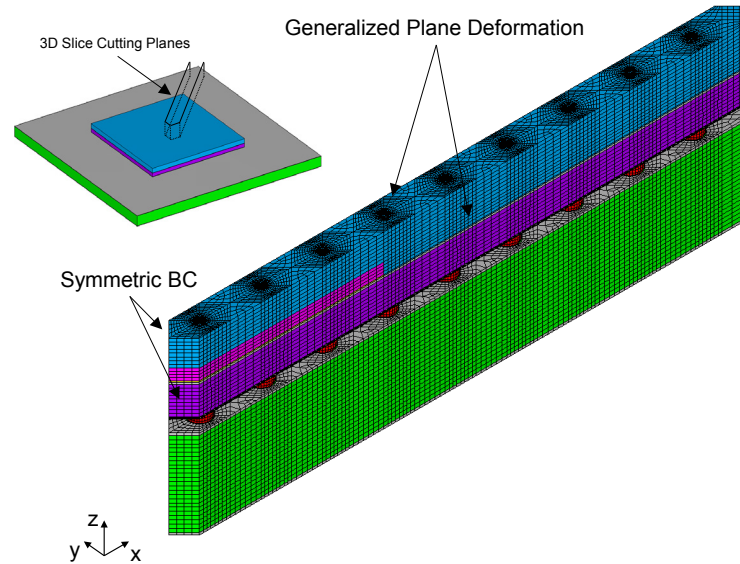 3D Slice Cutting Planes
Generalized Plane Deformation
Symmetric BC
z
y
x